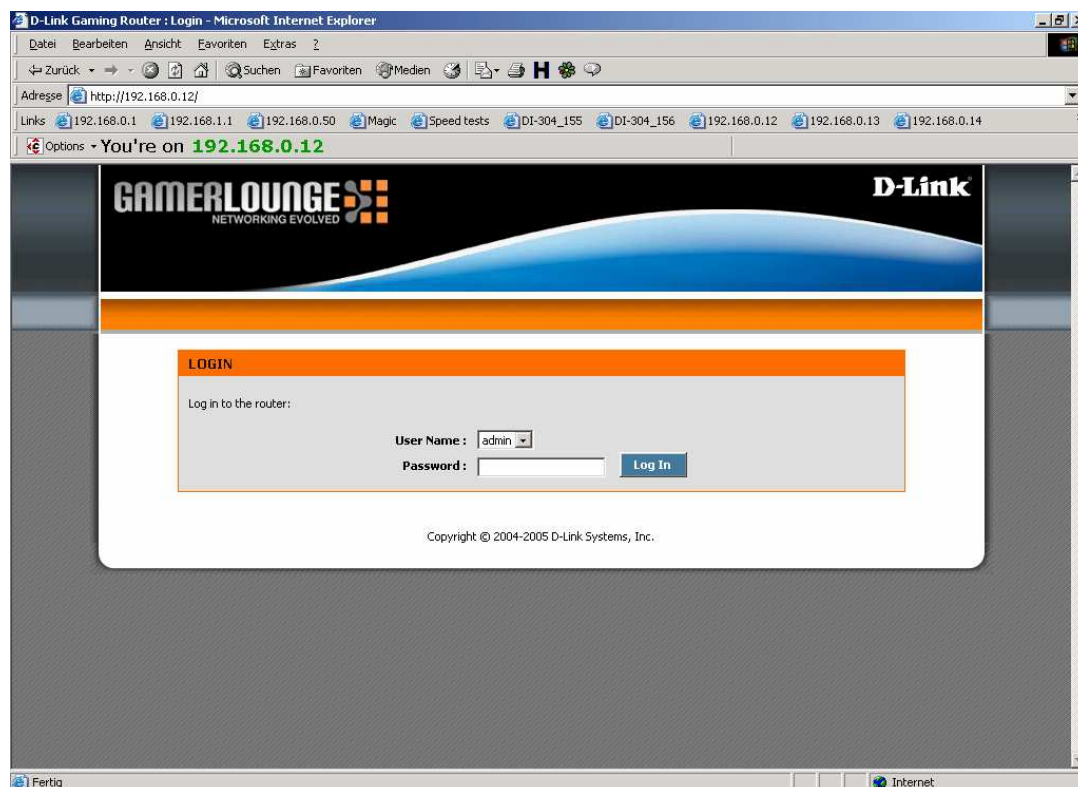 D-Link Gaming Router : Login - Microsoft Internet Explorer
Datei Bearbeiten Ansicht Favoriten Extras ?
Zurück Suchen Favoriten Medien H
Adresse http://192.168.0.12/
Links 192.168.0.1 192.168.1.1 192.168.0.50 Magic Speed tests DI-304_155 DI-304_156 192.168.0.12 192.168.0.13 192.168.0.14
Options You're on 192.168.0.12
GAMERLOUNGE D-Link
NETWORKING EVOLVED
LOGIN
Log in to the router:
User Name : admin
Password : Log In
Copyright © 2004-2005 D-Link Systems, Inc.
Fertig Internet